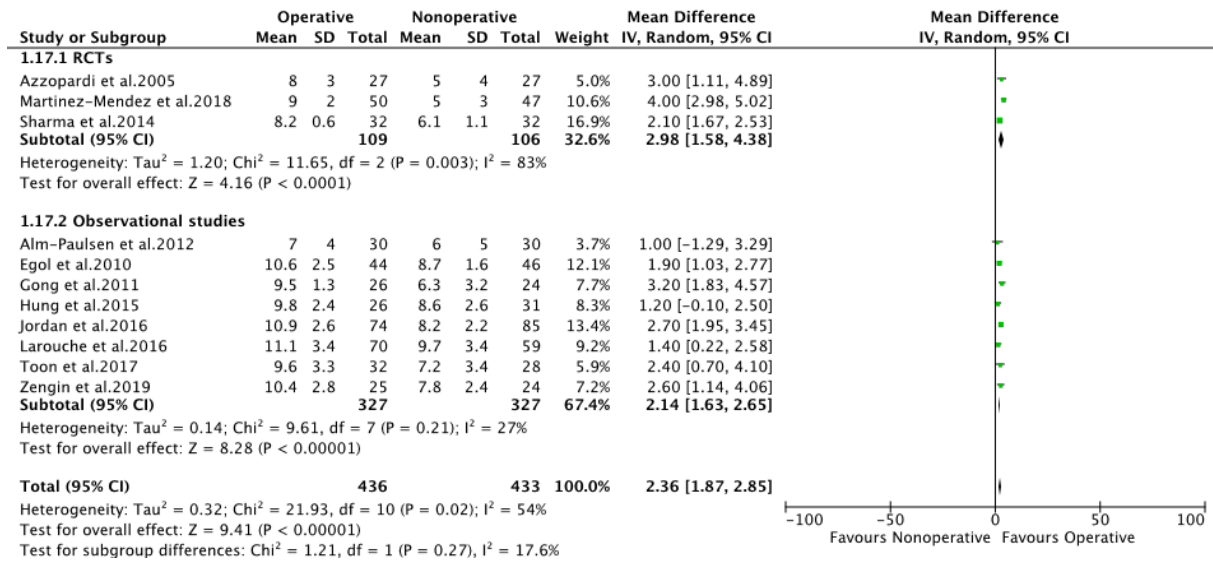 Operative Nonoperative Mean Difference Mean Difference
Study or Subgroup Mean SD Total Mean SD Total Weight IV, Random, 95% CI IV, Random, 95% CI
1.17.1 RCTs
Azzopardi et al.2005 8 3 27 5 4 27 5.0% 3.00 [1.11, 4.89]
Martinez-Mendez et al.2018 9 2 50 5 3 47 10.6% 4.00 [2.98, 5.02]
Sharma et al.2014 8.2 0.6 32 6.1 1.1 32 16.9% 2.10 [1.67, 2.53]
Subtotal (95% CI) 109 106 32.6% 2.98 [1.58, 4.38]
Heterogeneity: Tau² = 1.20; Chi² = 11.65, df = 2 (P = 0.003); I² = 83%
Test for overall effect: Z = 4.16 (P < 0.0001)
1.17.2 Observational studies
Alm-Paulsen et al.2012 7 4 30 6 5 30 3.7% 1.00 [-1.29, 3.29]
Egol et al.2010 10.6 2.5 44 8.7 1.6 46 12.1% 1.90 [1.03, 2.77]
Gong et al.2011 9.5 1.3 26 6.3 3.2 24 7.7% 3.20 [1.83, 4.57]
Hung et al.2015 9.8 2.4 26 8.6 2.6 31 8.3% 1.20 [-0.10, 2.50]
Jordan et al.2016 10.9 2.6 74 8.2 2.2 85 13.4% 2.70 [1.95, 3.45]
Larouche et al.2016 11.1 3.4 70 9.7 3.4 59 9.2% 1.40 [0.22, 2.58]
Toon et al.2017 9.6 3.3 32 7.2 3.4 28 5.9% 2.40 [0.70, 4.10]
Zengin et al.2019 10.4 2.8 25 7.8 2.4 24 7.2% 2.60 [1.14, 4.06]
Subtotal (95% CI) 327 327 67.4% 2.14 [1.63, 2.65]
Heterogeneity: Tau² = 0.14; Chi² = 9.61, df = 7 (P = 0.21); I² = 27%
Test for overall effect: Z = 8.28 (P < 0.00001)
Total (95% CI) 436 433 100.0% 2.36 [1.87, 2.85]
Heterogeneity: Tau² = 0.32; Chi² = 21.93, df = 10 (P = 0.02); I² = 54%
Test for overall effect: Z = 9.41 (P < 0.00001)
Test for subgroup differences: Chi² = 1.21, df = 1 (P = 0.27), I² = 17.6%
-100 -50 0 50 100
Favours Nonoperative Favours Operative